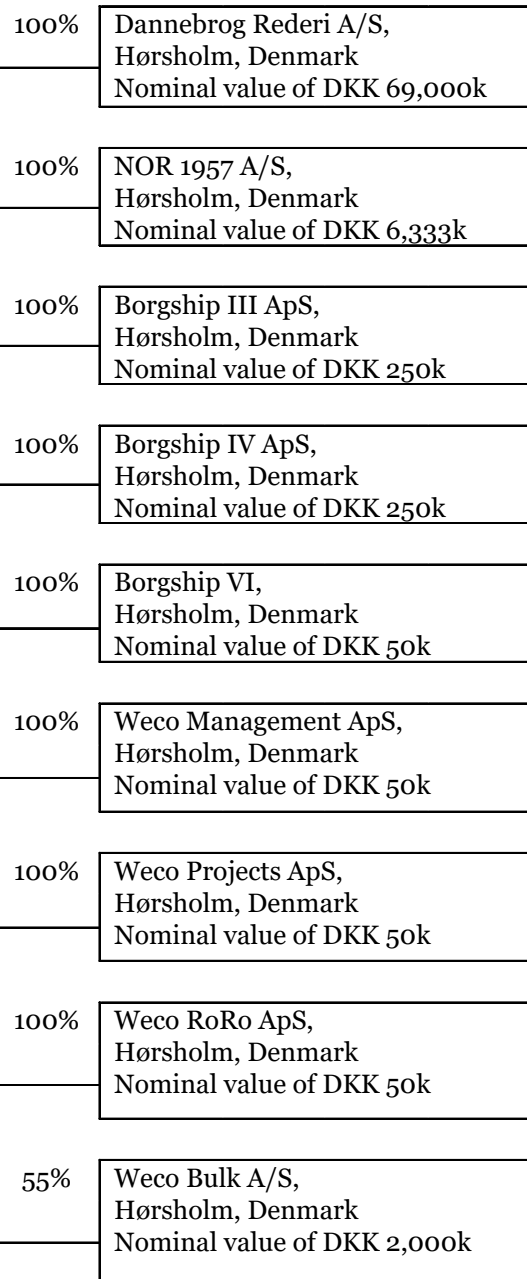 100% Dannebrog Rederi A/S,
Hørsholm, Denmark
Nominal value of DKK 69,000k
100% NOR 1957 A/S,
Hørsholm, Denmark
Nominal value of DKK 6,333k
100% Borgship III ApS,
Hørsholm, Denmark
Nominal value of DKK 250k
100% Borgship IV ApS,
Hørsholm, Denmark
Nominal value of DKK 250k
100% Borgship VI,
Hørsholm, Denmark
Nominal value of DKK 50k
100% Weco Management ApS,
Hørsholm, Denmark
Nominal value of DKK 50k
100% Weco Projects ApS,
Hørsholm, Denmark
Nominal value of DKK 50k
100% Weco RoRo ApS,
Hørsholm, Denmark
Nominal value of DKK 50k
55% Weco Bulk A/S,
Hørsholm, Denmark
Nominal value of DKK 2,000k